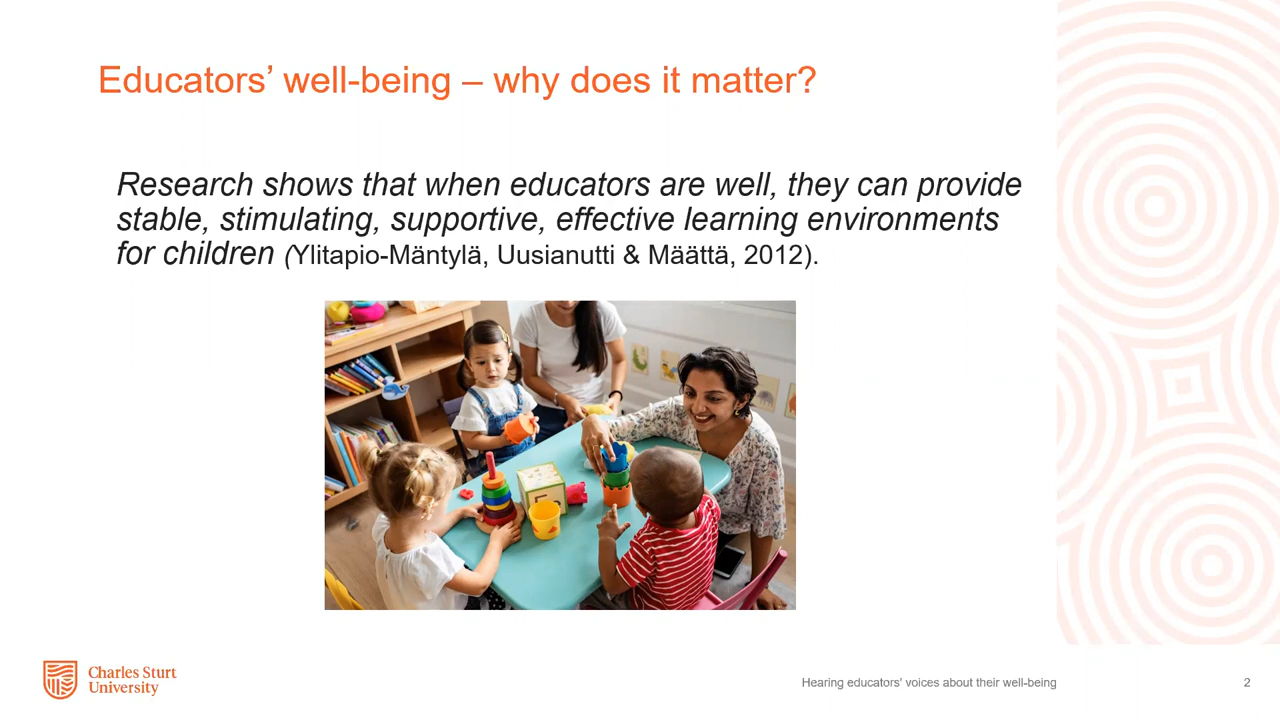 Educators’ well-being – why does it matter?
Research shows that when educators are well, they can provide
stable, stimulating, supportive, effective learning environments
for children (Ylitapio-Mäntylä, Uusianutti & Määttä, 2012).
Charles Sturt
University
Hearing educators' voices about their well-being
2